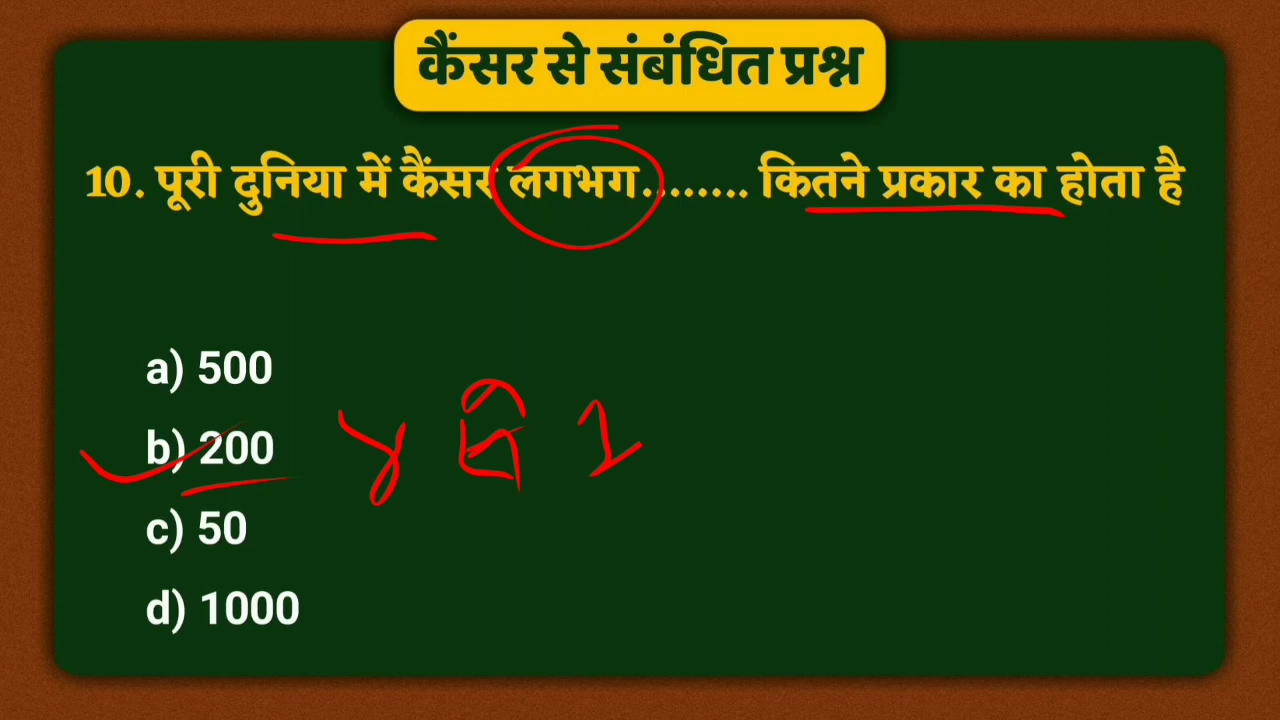 कैंसर से संबंधित प्रश्न
10. पूरी दुनिया में कैंसर लगभग........ कितने प्रकार का होता है
a) 500
b) 200
c) 50
d) 1000